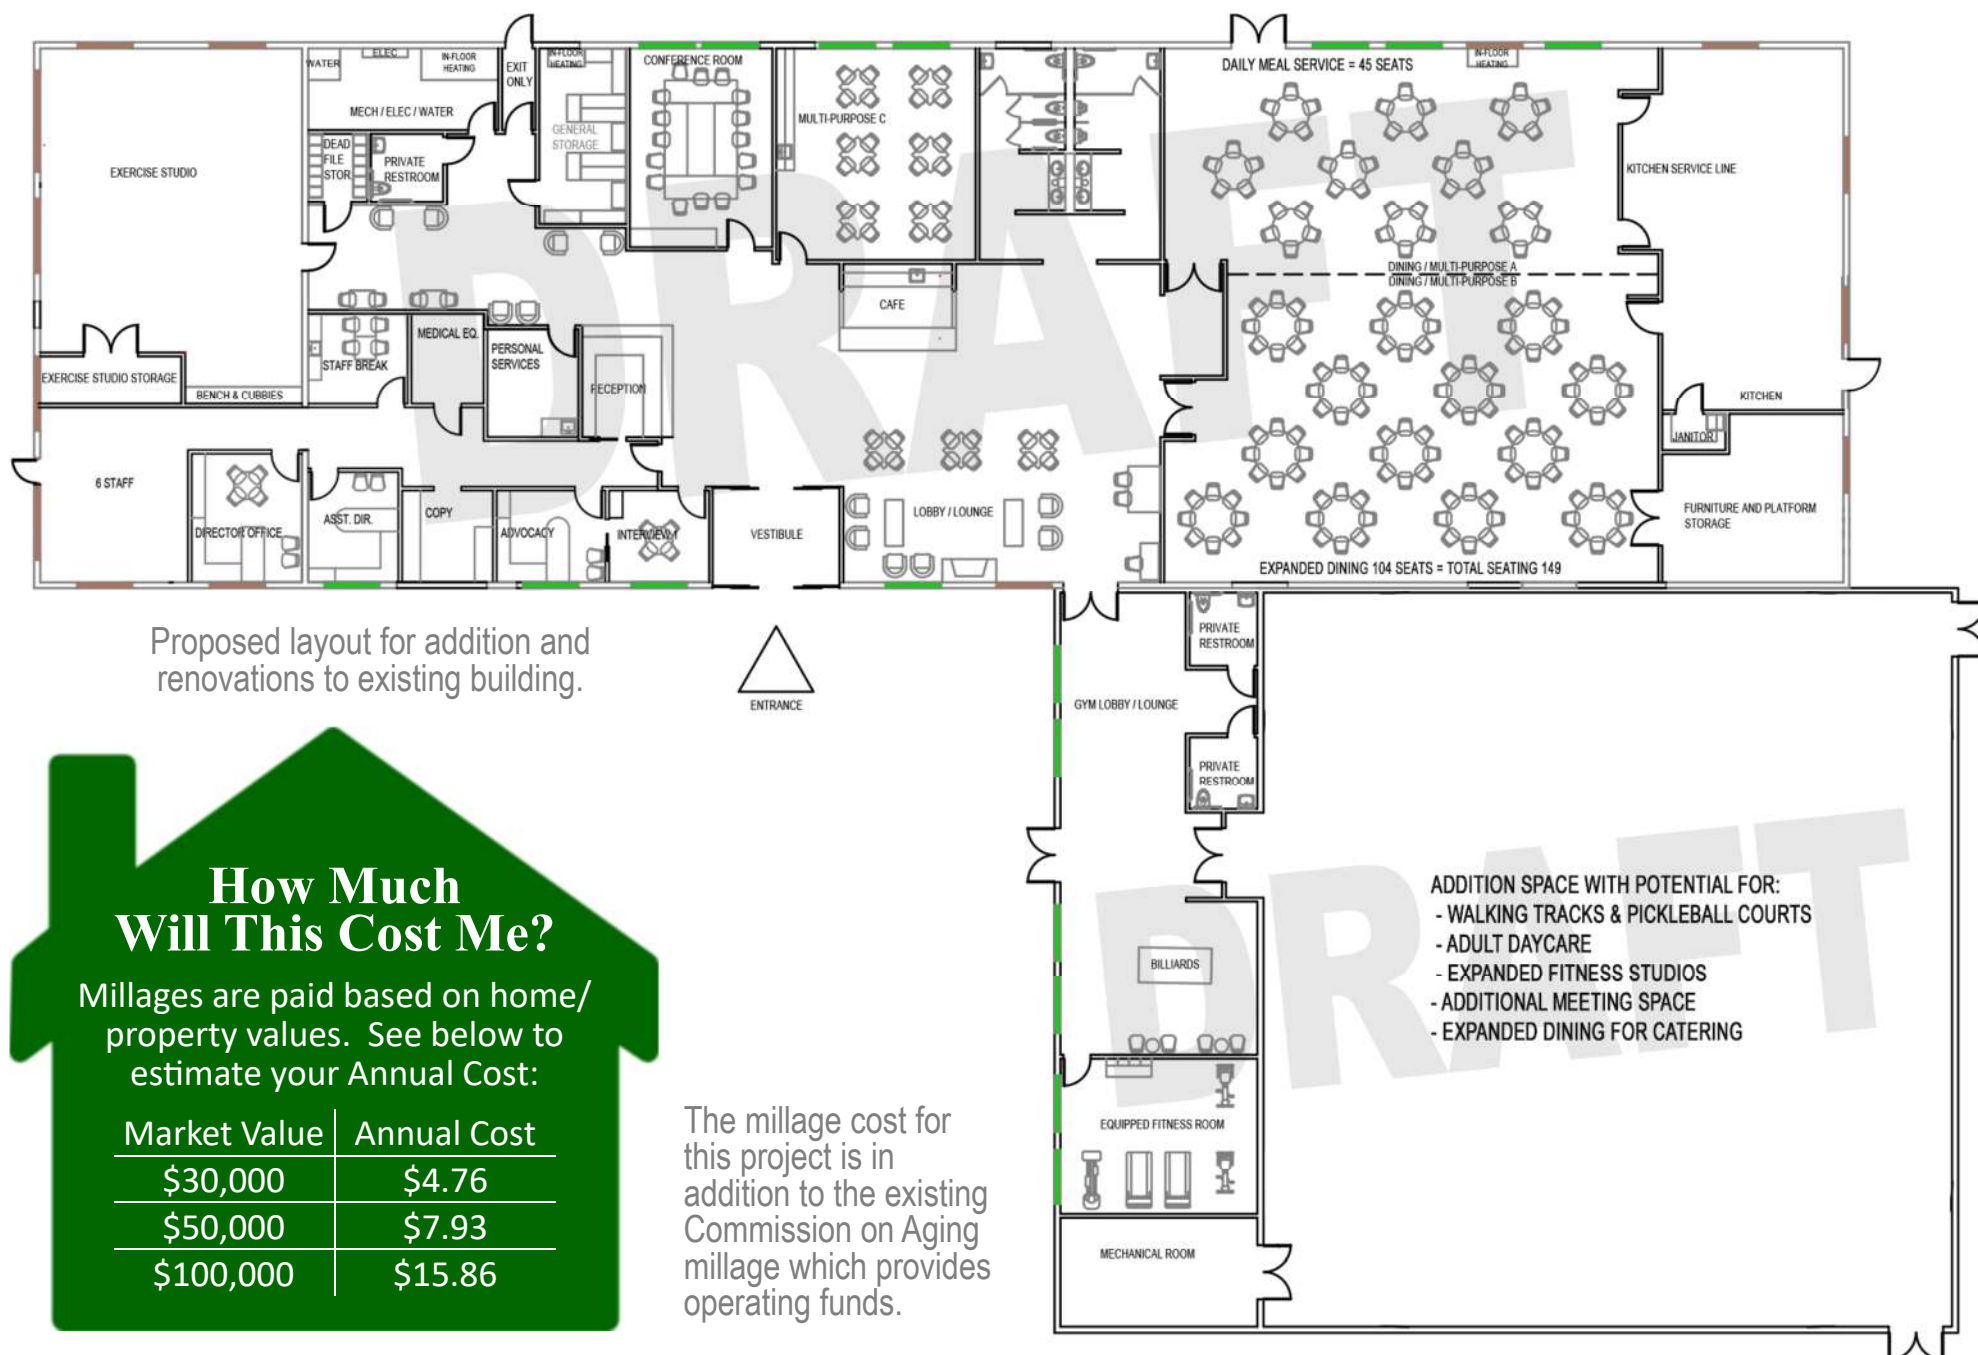 WATER
ELEC
IN-FLOOR
HEATING
EXIT
ONLY
IN-FLOOR
HEATING
MECH / ELEC / WATER
CONFERENCE ROOM
DAILY MEAL SERVICE = 45 SEATS
IN-FLOOR
HEATING
EXERCISE STUDIO
DEAD
FILE
STOR.
PRIVATE
RESTROOM
GENERAL
STORAGE
MULTI-PURPOSE C
KITCHEN SERVICE LINE
DRAFT
DINING / MULTI-PURPOSE A
DINING / MULTI-PURPOSE B
CAFE
STAFF BREAK
MEDICAL EQ.
PERSONAL
SERVICES
RECEPTION
EXERCISE STUDIO STORAGE
BENCH & CUBBIES
KITCHEN
JANITOR
6 STAFF
DIRECTOR OFFICE
ASST. DIR.
COPY
ADVOCACY
INTERVIEW 1
VESTIBULE
LOBBY / LOUNGE
FURNITURE AND PLATFORM
STORAGE
EXPANDED DINING 104 SEATS = TOTAL SEATING 149
Proposed layout for addition and
renovations to existing building.
ENTRANCE
PRIVATE
RESTROOM
GYM LOBBY / LOUNGE
PRIVATE
RESTROOM
BILLIARDS
EQUIPPED FITNESS ROOM
MECHANICAL ROOM
DRAFT
ADDITION SPACE WITH POTENTIAL FOR:
- WALKING TRACKS & PICKLEBALL COURTS
- ADULT DAYCARE
- EXPANDED FITNESS STUDIOS
- ADDITIONAL MEETING SPACE
- EXPANDED DINING FOR CATERING
How Much
Will This Cost Me?
Millages are paid based on home/
property values. See below to
estimate your Annual Cost:
Market Value Annual Cost
$30,000 $4.76
$50,000 $7.93
$100,000 $15.86
The millage cost for
this project is in
addition to the existing
Commission on Aging
millage which provides
operating funds.